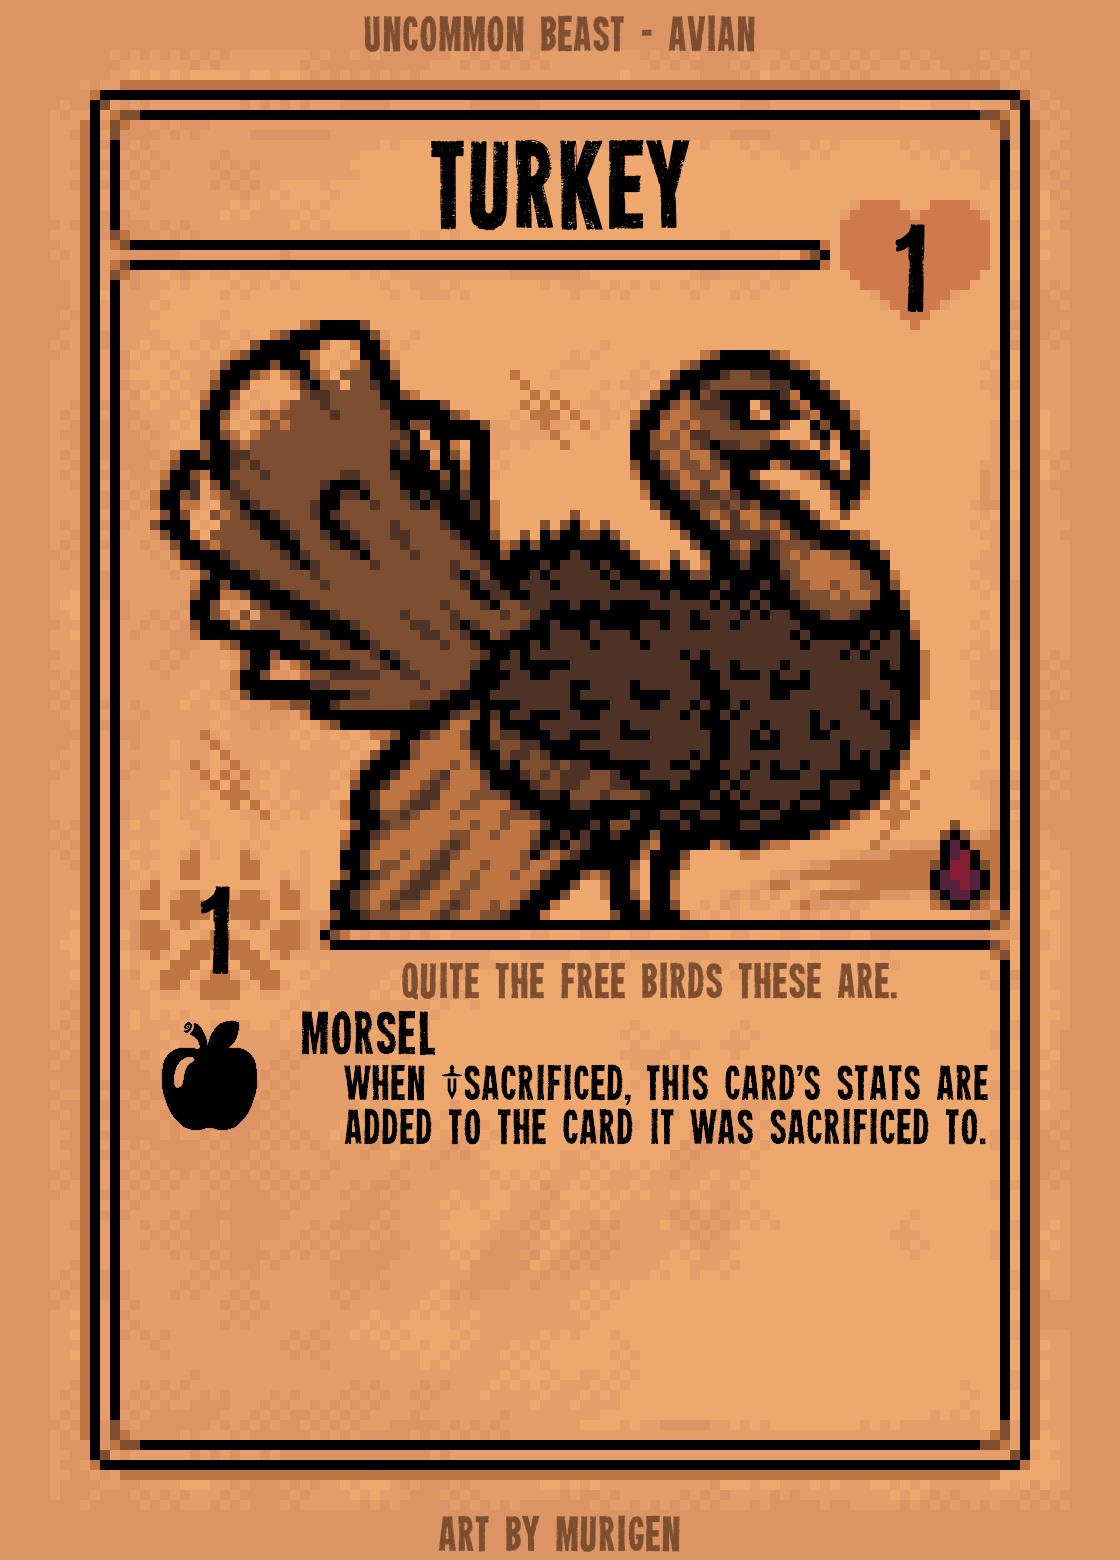 UNCOMMON BEAST - AVIAN
TURKEY
1
1
QUITE THE FREE BIRDS THESE ARE.
MORSEL
WHEN SACRIFICED, THIS CARD'S STATS ARE
ADDED TO THE CARD IT WAS SACRIFICED TO.
ART BY MURIGEN